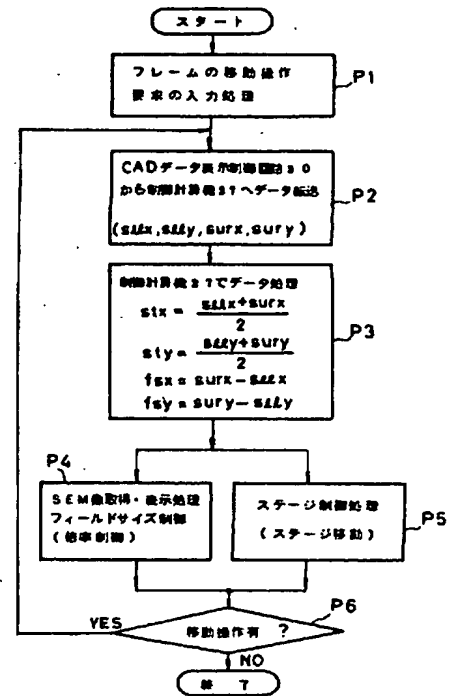 スタート
フレームの移動操作
要求の入力処理
P1
CADデータ表示制御回路30
から制御計算機37へデータ転送
(sllx,slly,surx,sury)
P2
制御計算機37でデータ処理
stx = sllx+surx
2
sty = slly+sury
2
fsx = surx−sllx
fsy = sury−slly
P3
P4
SEM像取得・表示処理
フィールドサイズ制御
(倍率制御)
ステージ制御処理
(ステージ移動)
P5
P6
YES
移動操作有 ?
NO
終 了